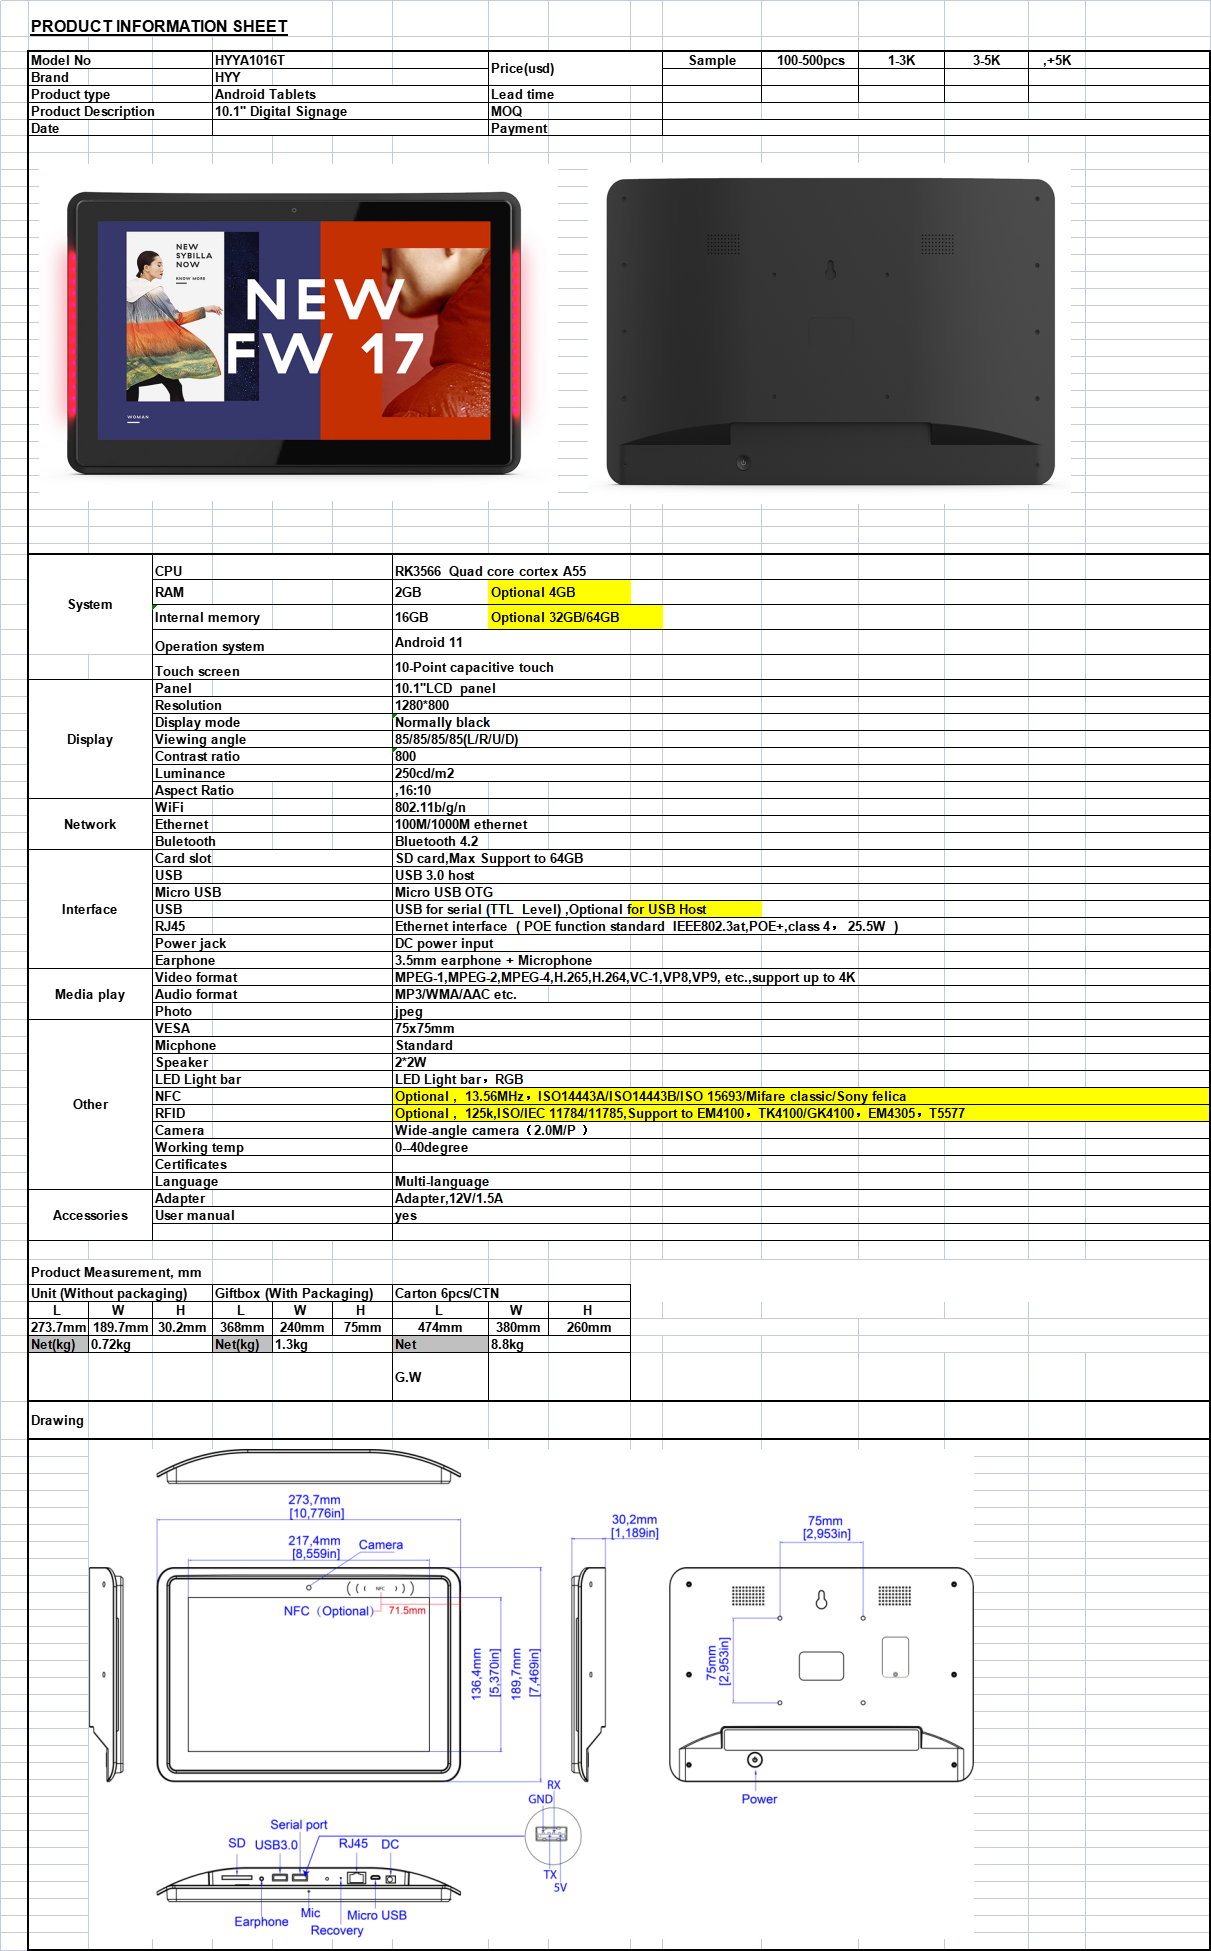 PRODUCT INFORMATION SHEET
Model No HYYA1016T Price(usd) Sample 100-500pcs 1-3K 3-5K ,+5K
Brand HYY
Product type Android Tablets Lead time
Product Description 10.1" Digital Signage MOQ
Date Payment
NEW
SYBILLA
NOW
KNOW MORE
NEW
FW 17
WOMAN
System
CPU RK3566 Quad core cortex A55
RAM 2GB Optional 4GB
Internal memory 16GB Optional 32GB/64GB
Operation system Android 11
Touch screen 10-Point capacitive touch
Display
Panel 10.1"LCD panel
Resolution 1280*800
Display mode Normally black
Viewing angle 85/85/85/85(L/R/U/D)
Contrast ratio 800
Luminance 250cd/m2
Aspect Ratio ,16:10
Network
WiFi 802.11b/g/n
Ethernet 100M/1000M ethernet
Buletooth Bluetooth 4.2
Interface
Card slot SD card,Max Support to 64GB
USB USB 3.0 host
Micro USB Micro USB OTG
USB USB for serial (TTL Level) ,Optional for USB Host
RJ45 Ethernet interface ( POE function standard IEEE802.3at,POE+,class 4， 25.5W )
Power jack DC power input
Earphone 3.5mm earphone + Microphone
Media play
Video format MPEG-1,MPEG-2,MPEG-4,H.265,H.264,VC-1,VP8,VP9, etc.,support up to 4K
Audio format MP3/WMA/AAC etc.
Photo jpeg
Other
VESA 75x75mm
Micphone Standard
Speaker 2*2W
LED Light bar LED Light bar，RGB
NFC Optional , 13.56MHz，ISO14443A/ISO14443B/ISO 15693/Mifare classic/Sony felica
RFID Optional , 125k,ISO/IEC 11784/11785,Support to EM4100，TK4100/GK4100，EM4305，T5577
Camera Wide-angle camera（2.0M/P ）
Working temp 0--40degree
Certificates
Language Multi-language
Accessories
Adapter Adapter,12V/1.5A
User manual yes
Product Measurement, mm
Unit (Without packaging) Giftbox (With Packaging) Carton 6pcs/CTN
L W H L W H L W H
273.7mm 189.7mm 30.2mm 368mm 240mm 75mm 474mm 380mm 260mm
Net(kg) 0.72kg Net(kg) 1.3kg Net 8.8kg
G.W
Drawing
273,7mm
[10,776in]
217,4mm
[8,559in]
Camera
NFC
NFC（Optional）
71.5mm
136,4mm
[5,370in]
189,7mm
[7,469in]
30,2mm
[1,189in]
75mm
[2,953in]
75mm
[2,953in]
Power
RX
GND
TX
5V
Serial port
SD USB3.0 RJ45 DC
Earphone Mic Recovery Micro USB